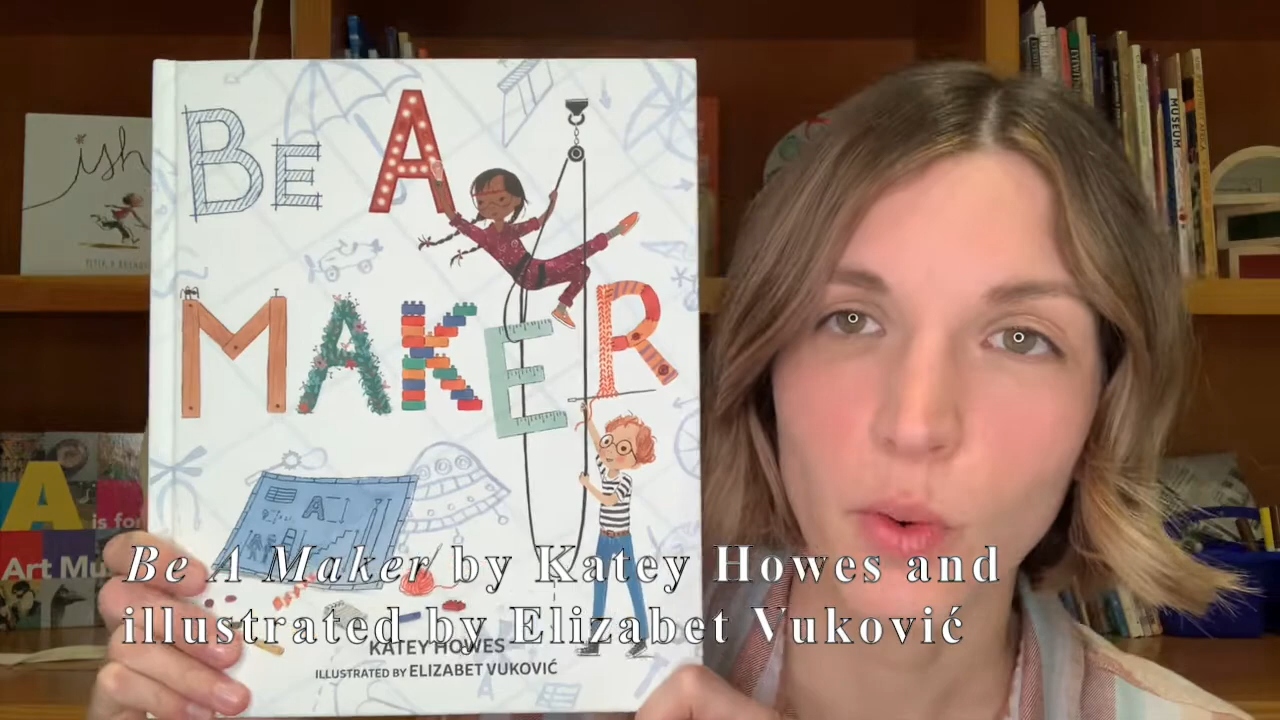 BE A
MAKER
KATEY HOWES
ILLUSTRATED BY ELIZABET VUKOVIĆ
ish
A
is for
Art Mu
MUSEUM
Be A Maker by Katey Howes and
illustrated by Elizabet Vuković